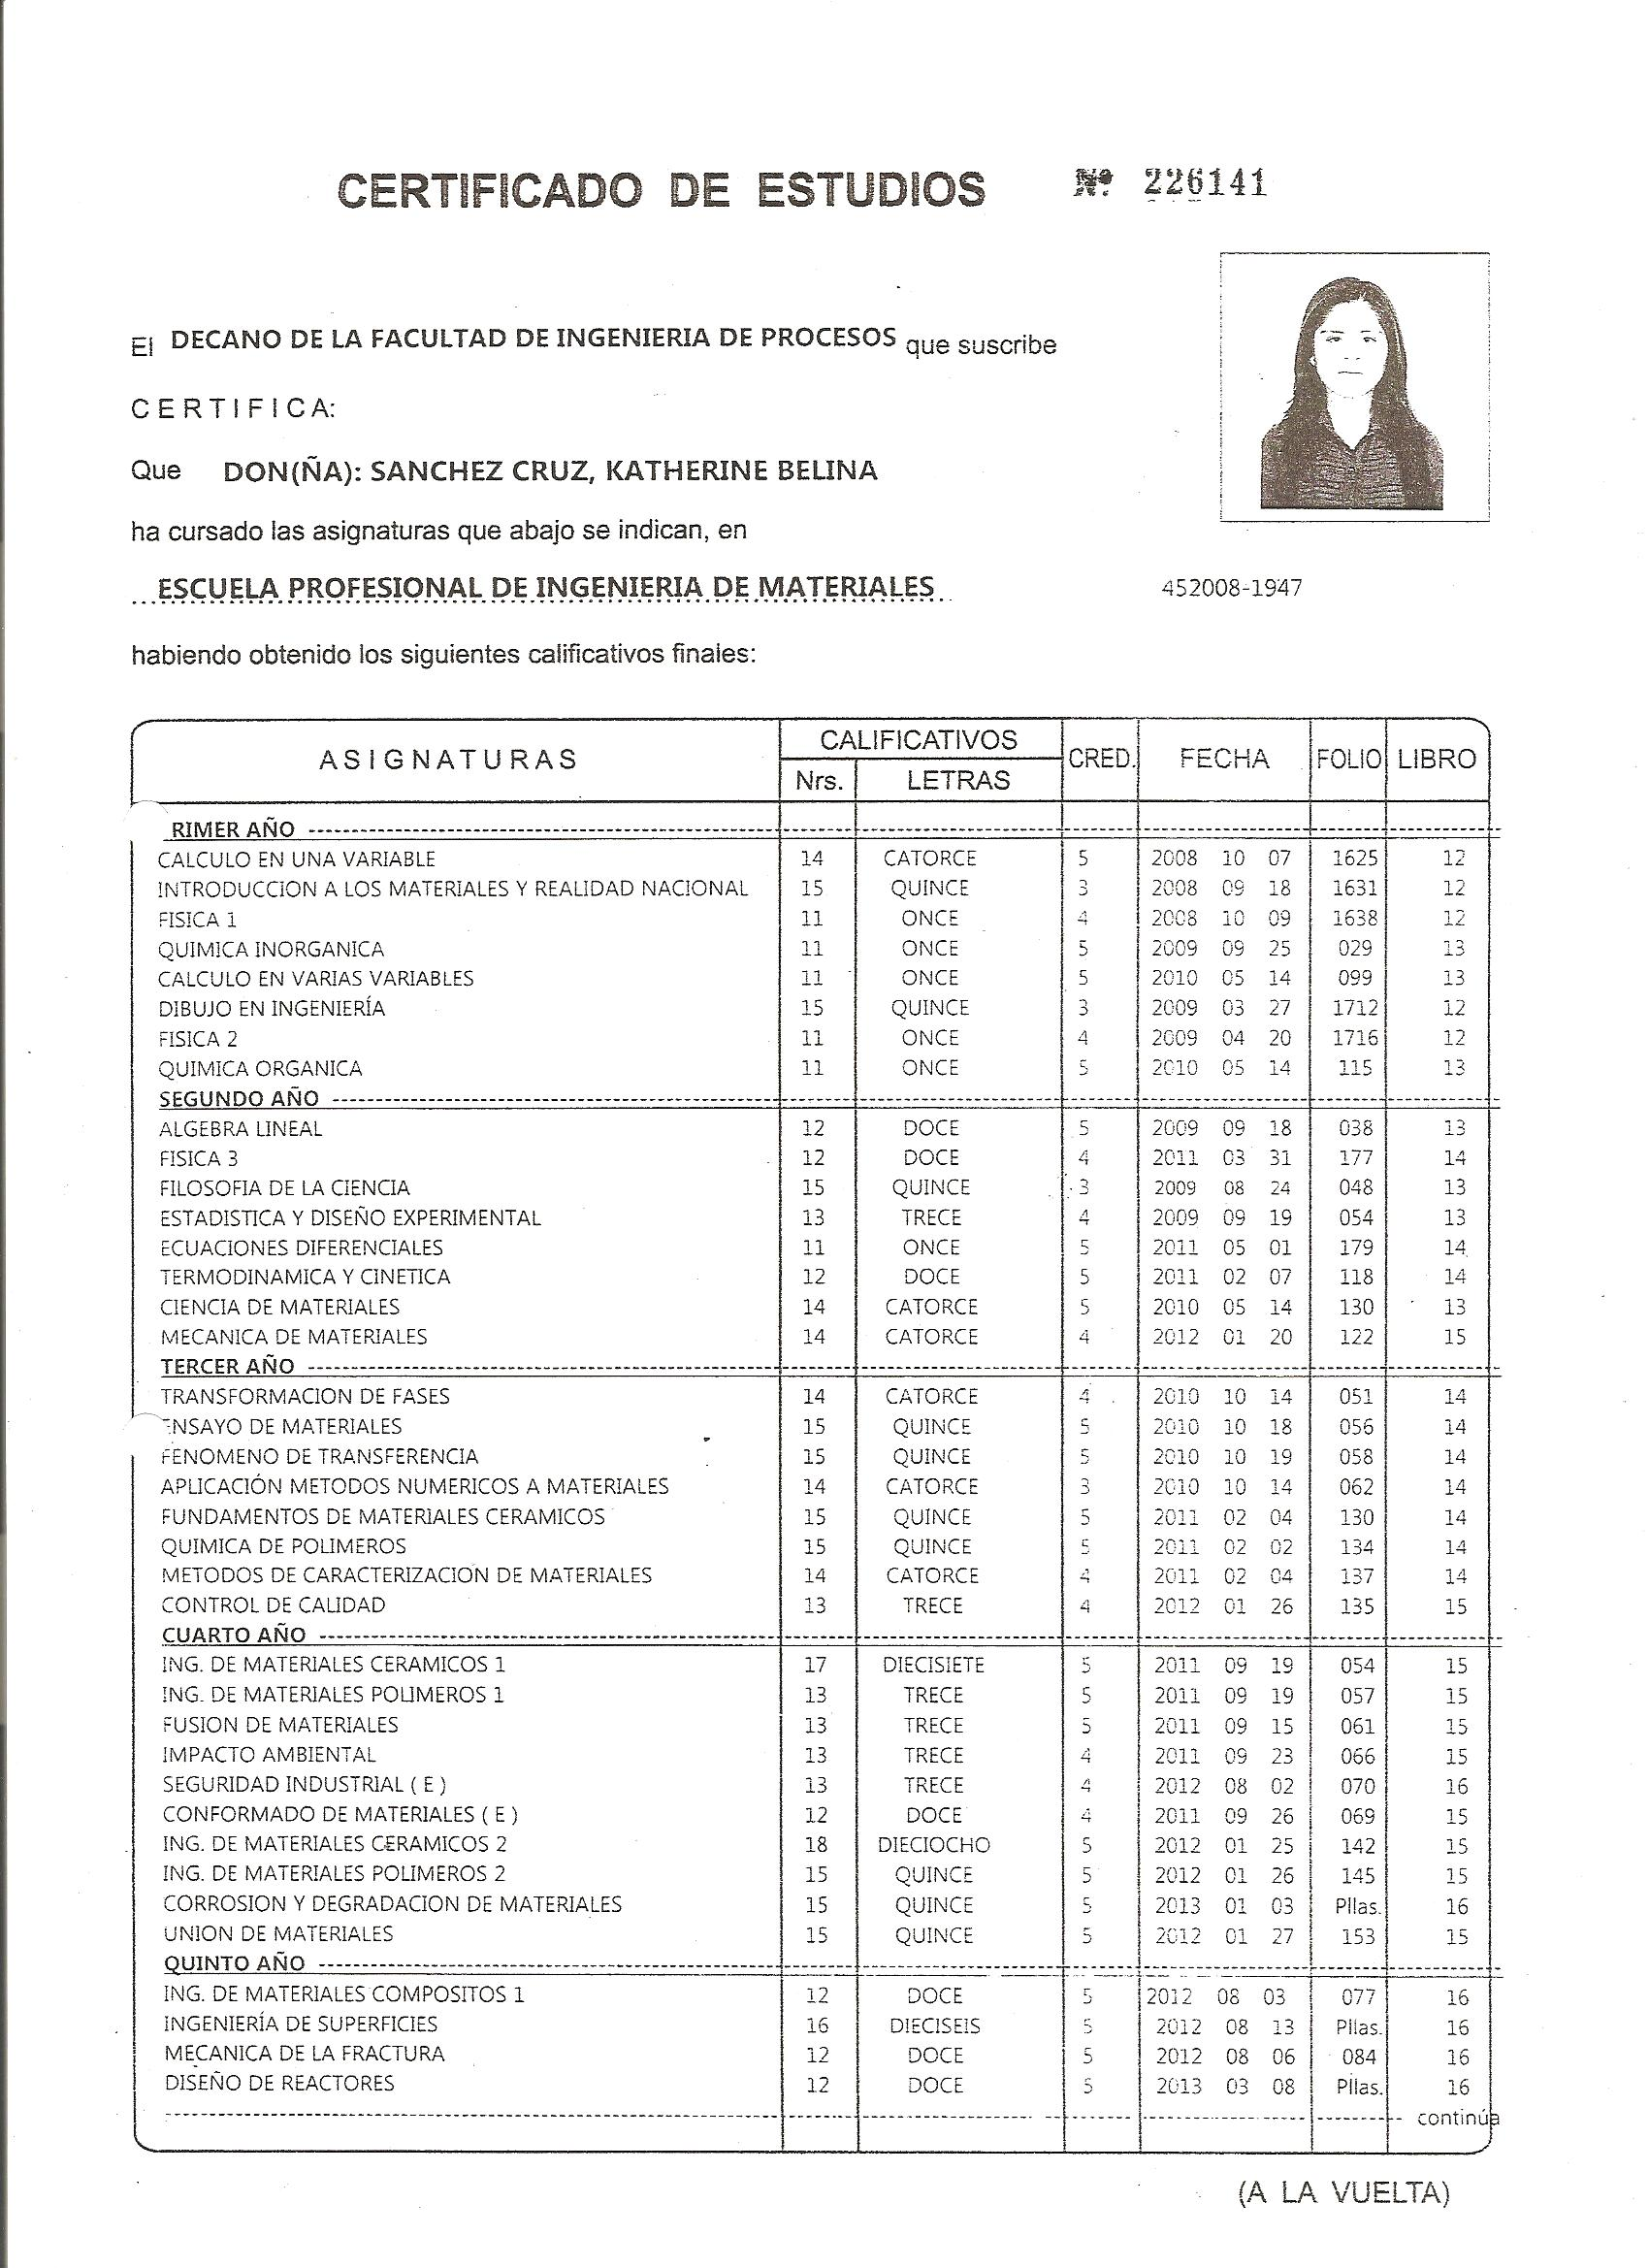 CERTIFICADO DE ESTUDIOS Nº 226141
El DECANO DE LA FACULTAD DE INGENIERIA DE PROCESOS que suscribe
CERTIFICA:
Que DON(ÑA): SANCHEZ CRUZ, KATHERINE BELINA
ha cursado las asignaturas que abajo se indican, en
ESCUELA PROFESIONAL DE INGENIERIA DE MATERIALES 452008-1947
habiendo obtenido los siguientes calificativos finales:
ASIGNATURAS CALIFICATIVOS CRED. FECHA FOLIO LIBRO
Nrs. LETRAS
RIMER AÑO
CALCULO EN UNA VARIABLE 14 CATORCE 5 2008 10 07 1625 12
INTRODUCCION A LOS MATERIALES Y REALIDAD NACIONAL 15 QUINCE 3 2008 09 18 1631 12
FISICA 1 11 ONCE 4 2008 10 09 1638 12
QUIMICA INORGANICA 11 ONCE 5 2009 09 25 029 13
CALCULO EN VARIAS VARIABLES 11 ONCE 5 2010 05 14 099 13
DIBUJO EN INGENIERÍA 15 QUINCE 3 2009 03 27 1712 12
FISICA 2 11 ONCE 4 2009 04 20 1716 12
QUIMICA ORGANICA 11 ONCE 5 2010 05 14 115 13
SEGUNDO AÑO
ALGEBRA LINEAL 12 DOCE 5 2009 09 18 038 13
FISICA 3 12 DOCE 4 2011 03 31 177 14
FILOSOFIA DE LA CIENCIA 15 QUINCE 3 2009 08 24 048 13
ESTADISTICA Y DISEÑO EXPERIMENTAL 13 TRECE 4 2009 09 19 054 13
ECUACIONES DIFERENCIALES 11 ONCE 5 2011 05 01 179 14
TERMODINAMICA Y CINETICA 12 DOCE 5 2011 02 07 118 14
CIENCIA DE MATERIALES 14 CATORCE 5 2010 05 14 130 13
MECANICA DE MATERIALES 14 CATORCE 4 2012 01 20 122 15
TERCER AÑO
TRANSFORMACION DE FASES 14 CATORCE 4 2010 10 14 051 14
ENSAYO DE MATERIALES 15 QUINCE 5 2010 10 18 056 14
FENOMENO DE TRANSFERENCIA 15 QUINCE 5 2010 10 19 058 14
APLICACIÓN METODOS NUMERICOS A MATERIALES 14 CATORCE 3 2010 10 14 062 14
FUNDAMENTOS DE MATERIALES CERAMICOS 15 QUINCE 5 2011 02 04 130 14
QUIMICA DE POLIMEROS 15 QUINCE 5 2011 02 02 134 14
METODOS DE CARACTERIZACION DE MATERIALES 14 CATORCE 4 2011 02 04 137 14
CONTROL DE CALIDAD 13 TRECE 4 2012 01 26 135 15
CUARTO AÑO
ING. DE MATERIALES CERAMICOS 1 17 DIECISIETE 5 2011 09 19 054 15
ING. DE MATERIALES POLIMEROS 1 13 TRECE 5 2011 09 19 057 15
FUSION DE MATERIALES 13 TRECE 5 2011 09 15 061 15
IMPACTO AMBIENTAL 13 TRECE 4 2011 09 23 066 15
SEGURIDAD INDUSTRIAL ( E ) 13 TRECE 4 2012 08 02 070 16
CONFORMADO DE MATERIALES ( E ) 12 DOCE 4 2011 09 26 069 15
ING. DE MATERIALES CERAMICOS 2 18 DIECIOCHO 5 2012 01 25 142 15
ING. DE MATERIALES POLIMEROS 2 15 QUINCE 5 2012 01 26 145 15
CORROSION Y DEGRADACION DE MATERIALES 15 QUINCE 5 2013 01 03 Pllas. 16
UNION DE MATERIALES 15 QUINCE 5 2012 01 27 153 15
QUINTO AÑO
ING. DE MATERIALES COMPOSITOS 1 12 DOCE 5 2012 08 03 077 16
INGENIERÍA DE SUPERFICIES 16 DIECISEIS 5 2012 08 13 Pllas. 16
MECANICA DE LA FRACTURA 12 DOCE 5 2012 08 06 084 16
DISEÑO DE REACTORES 12 DOCE 5 2013 03 08 Pllas. 16
continúa
(A LA VUELTA)